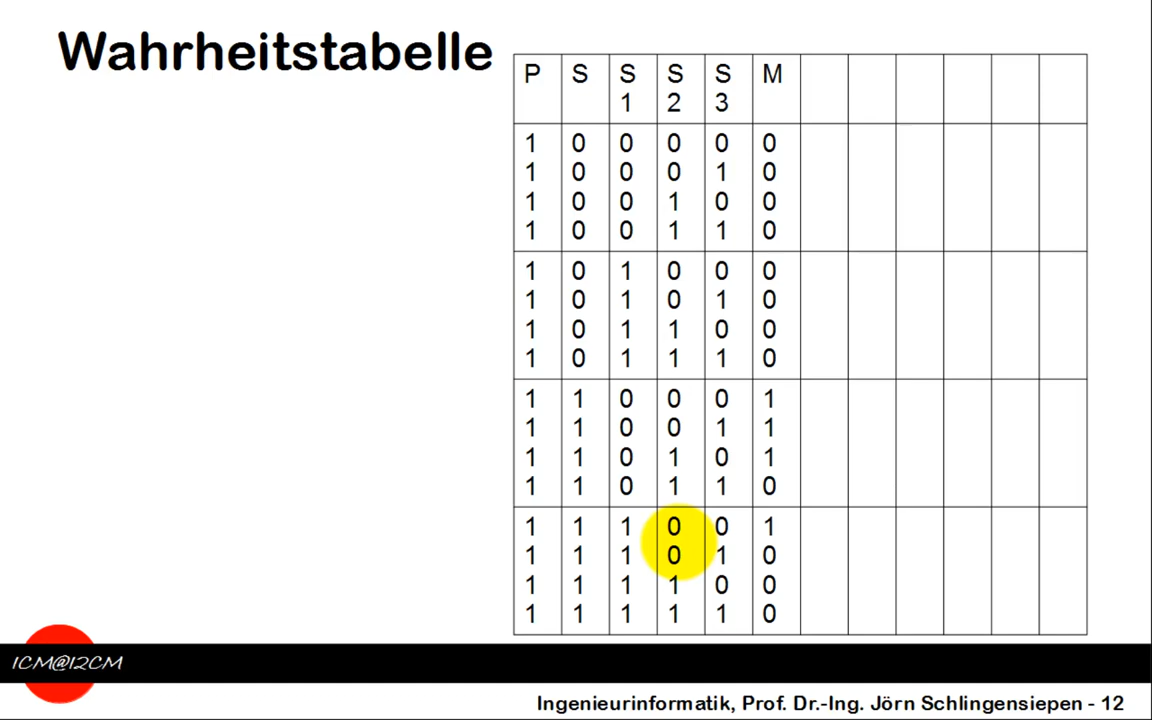 Wahrheitstabelle
P S S1 S2 S3 M
1 0 0 0 0 0
1 0 0 0 1 0
1 0 0 1 0 0
1 0 0 1 1 0
1 0 1 0 0 0
1 0 1 0 1 0
1 0 1 1 0 0
1 0 1 1 1 0
1 1 0 0 0 1
1 1 0 0 1 1
1 1 0 1 0 1
1 1 0 1 1 0
1 1 1 0 0 1
1 1 1 0 1 0
1 1 1 1 0 0
1 1 1 1 1 0
1CM@12CM
Ingenieurinformatik, Prof. Dr.-Ing. Jörn Schlingensiepen - 12